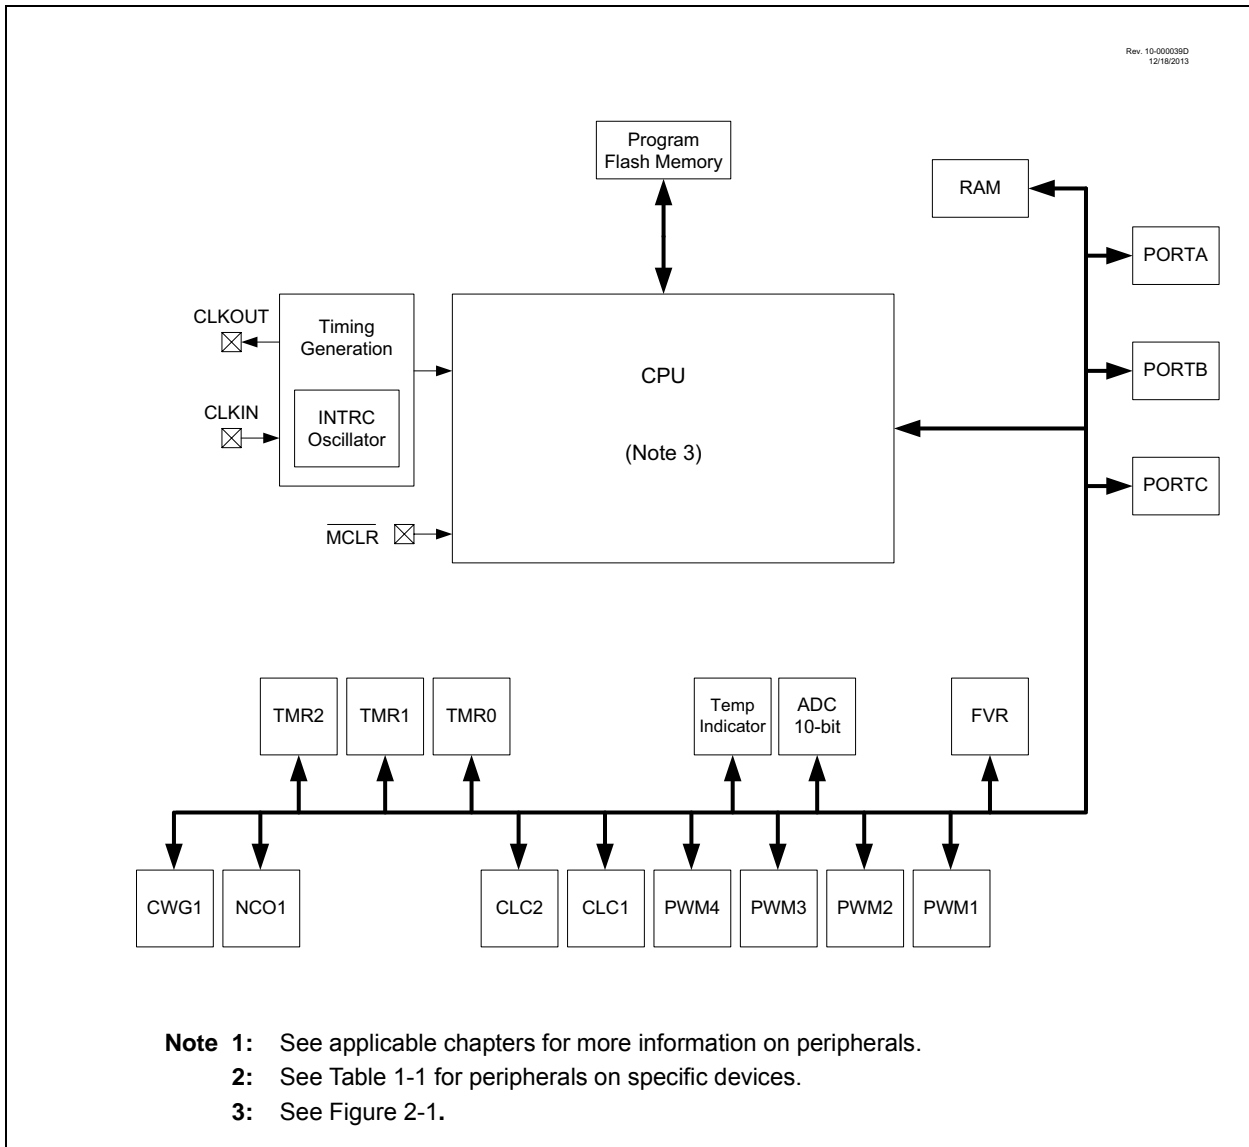 Rev. 10-000039D
12/18/2013
Program
Flash Memory
RAM
PORTA
CLKOUT
Timing
Generation
PORTB
CPU
CLKIN
INTRC
Oscillator
(Note 3)
PORTC
MCLR
TMR2
TMR1
TMR0
Temp
Indicator
ADC
10-bit
FVR
CWG1
NCO1
CLC2
CLC1
PWM4
PWM3
PWM2
PWM1
Note 1: See applicable chapters for more information on peripherals.
2: See Table 1-1 for peripherals on specific devices.
3: See Figure 2-1.